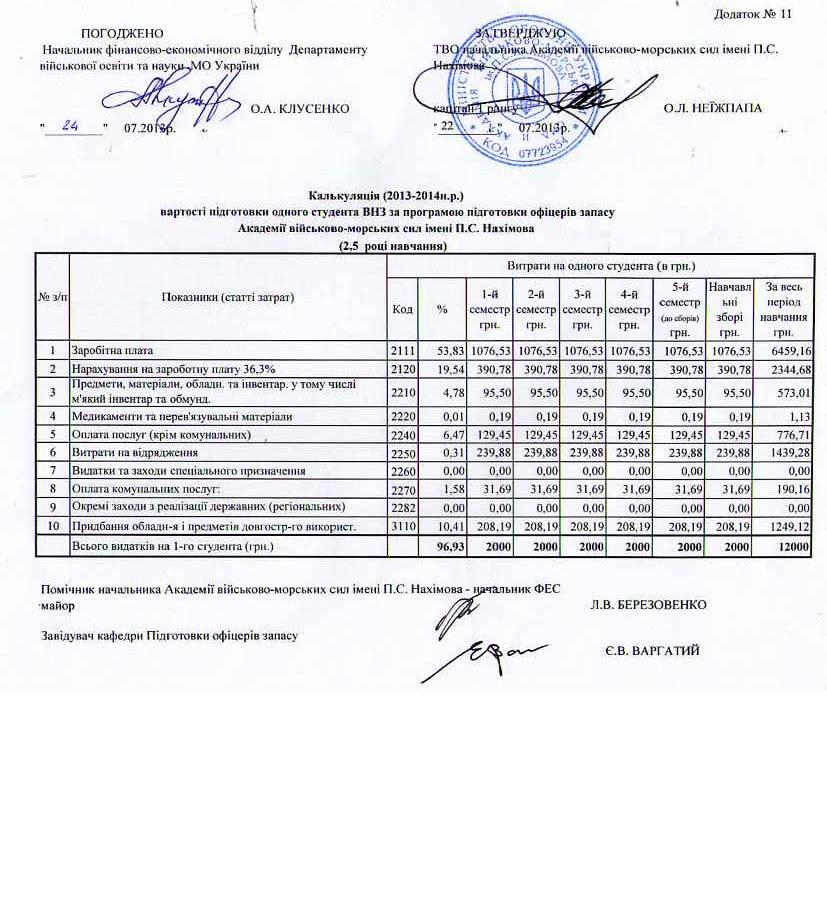 Додаток № 11
ПОГОДЖЕНО
Начальник фінансово-економічного відділу Департаменту
військової освіти та науки МО України
О.А. КЛУСЕНКО
" 24 " 07.2013р.
ЗАТВЕРДЖУЮ
ТВО начальника Академії військово-морських сил імені П.С.
Нахімова
капітан 1 рангу
О.Л. НЕЇЖПАПА
" 22 " 07.2013р.
КОД 07723954
Калькуляція (2013-2014н.р.)
вартості підготовки одного студента ВНЗ за програмою підготовки офіцерів запасу
Академії військово-морських сил імені П.С. Нахімова
(2,5 році навчання)
№ з/п Показники (статті затрат) Витрати на одного студента (в грн.)
Код % 1-й семестр грн. 2-й семестр грн. 3-й семестр грн. 4-й семестр грн. 5-й семестр (до сборів) грн. Навчавльні зборі грн. За весь період навчання грн.
1 Заробітна плата 2111 53,83 1076,53 1076,53 1076,53 1076,53 1076,53 1076,53 6459,16
2 Нарахування на зароботну плату 36,3% 2120 19,54 390,78 390,78 390,78 390,78 390,78 390,78 2344,68
3 Предмети, матеріали, обладн. та інвентар. у тому числі м'який інвентар та обмунд. 2210 4,78 95,50 95,50 95,50 95,50 95,50 95,50 573,01
4 Медикаменти та перев'язувальні матеріали 2220 0,01 0,19 0,19 0,19 0,19 0,19 0,19 1,13
5 Оплата послуг (крім комунальних) 2240 6,47 129,45 129,45 129,45 129,45 129,45 129,45 776,71
6 Витрати на відрядження 2250 0,31 239,88 239,88 239,88 239,88 239,88 239,88 1439,28
7 Видатки та заходи спеціального призначення 2260 0,00 0,00 0,00 0,00 0,00 0,00 0,00 0,00
8 Оплата комунальних послуг: 2270 1,58 31,69 31,69 31,69 31,69 31,69 31,69 190,16
9 Окремі заходи з реалізації державних (регіональних) 2282 0,00 0,00 0,00 0,00 0,00 0,00 0,00 0,00
10 Придбання обладн-я і предметів довгостр-го використ. 3110 10,41 208,19 208,19 208,19 208,19 208,19 208,19 1249,12
Всього видатків на 1-го студента (грн.) 96,93 2000 2000 2000 2000 2000 2000 12000
Помічник начальника Академії військово-морських сил імені П.С. Нахімова - начальник ФЕС
майор
Л.В. БЕРЕЗОВЕНКО
Завідувач кафедри Підготовки офіцерів запасу
Є.В. ВАРГАТИЙ